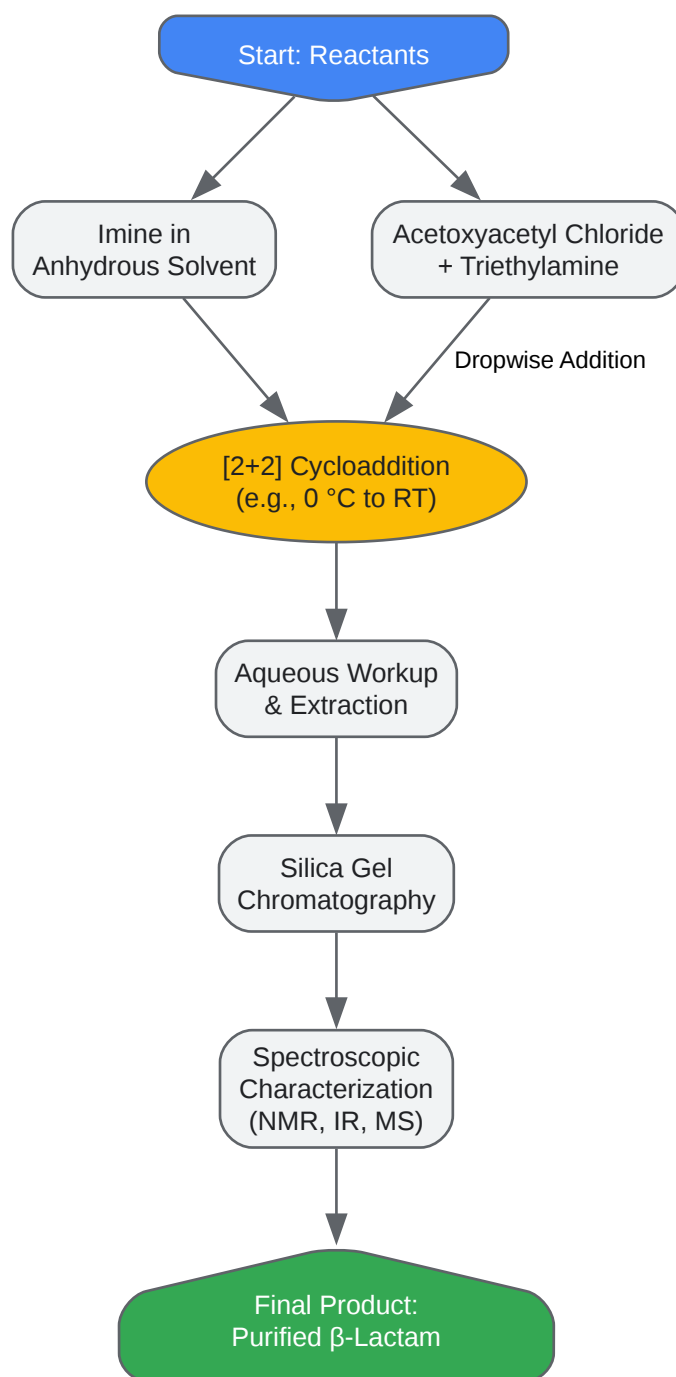 Start: Reactants
Imine in
Anhydrous Solvent
Acetoxyacetyl Chloride
+ Triethylamine
Dropwise Addition
[2+2] Cycloaddition
(e.g., 0 °C to RT)
Aqueous Workup
& Extraction
Silica Gel
Chromatography
Spectroscopic
Characterization
(NMR, IR, MS)
Final Product:
Purified β-Lactam